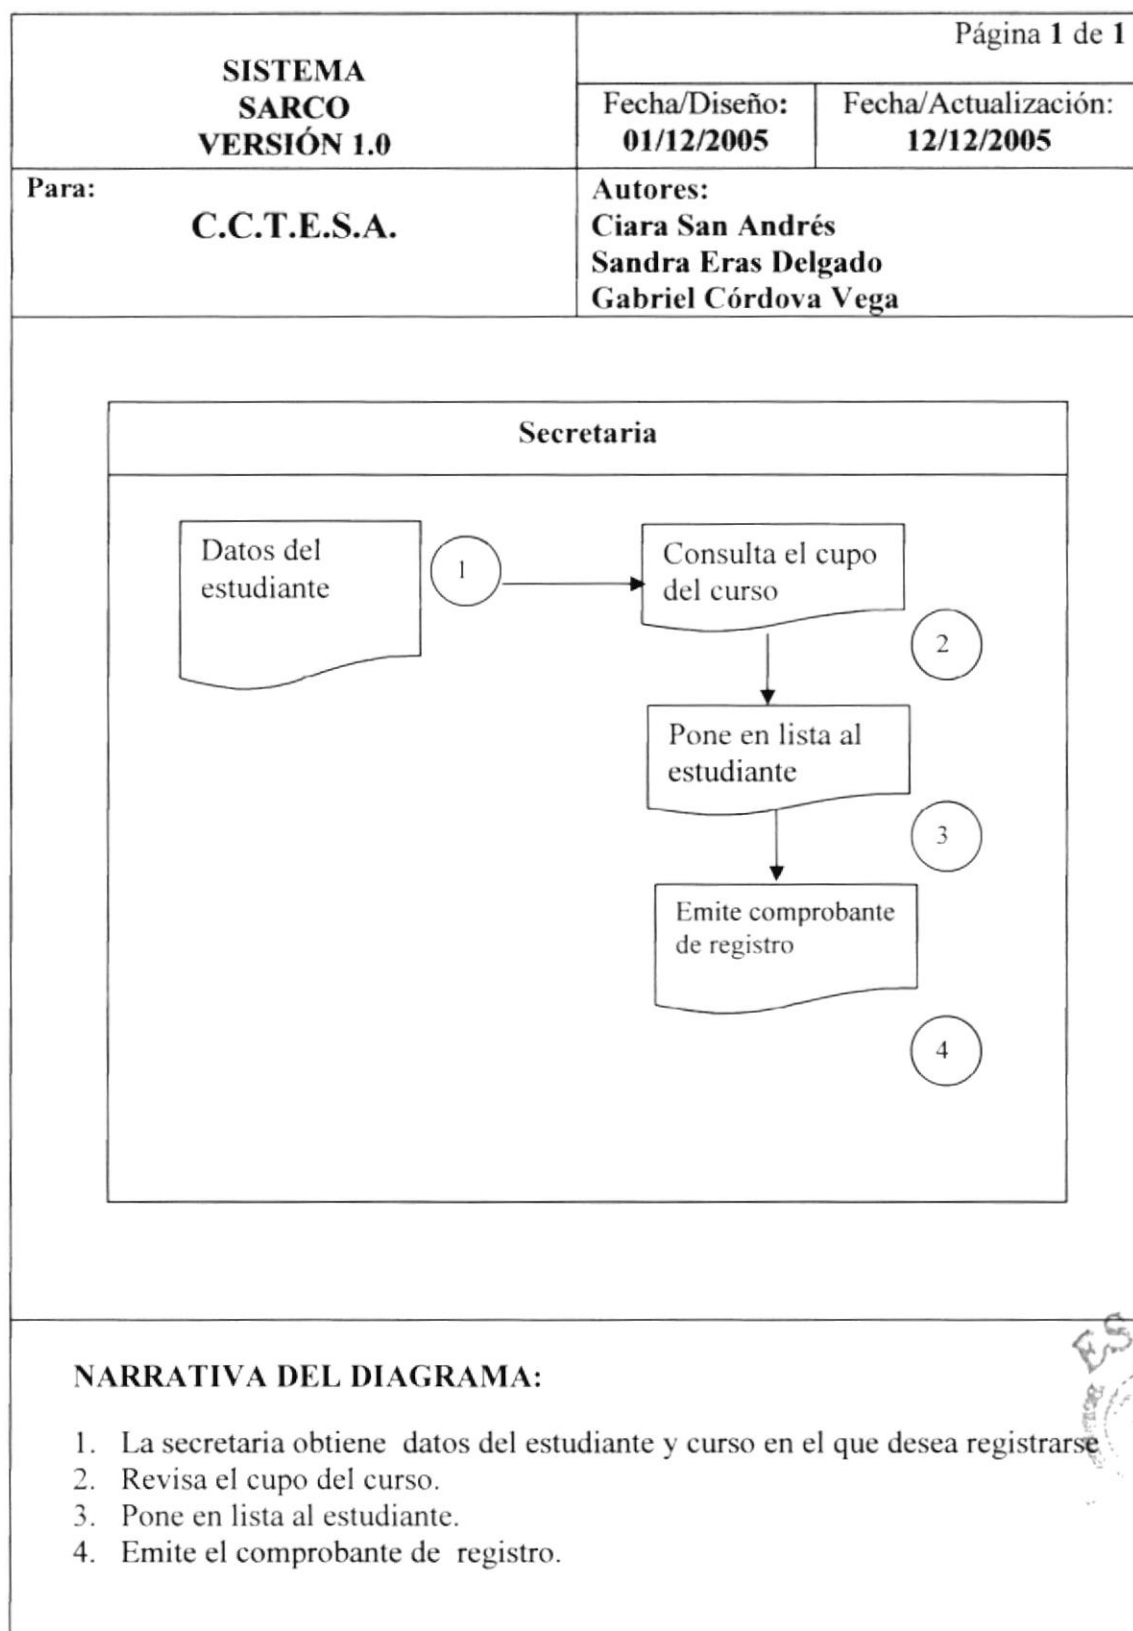 SISTEMA
SARCO
VERSIÓN 1.0
Página 1 de 1
Fecha/Diseño:
01/12/2005
Fecha/Actualización:
12/12/2005
Para:
C.C.T.E.S.A.
Autores:
Ciara San Andrés
Sandra Eras Delgado
Gabriel Córdova Vega
Secretaria
Datos del
estudiante
1
Consulta el cupo
del curso
2
Pone en lista al
estudiante
3
Emite comprobante
de registro
4
NARRATIVA DEL DIAGRAMA:
1. La secretaria obtiene datos del estudiante y curso en el que desea registrarse
2. Revisa el cupo del curso.
3. Pone en lista al estudiante.
4. Emite el comprobante de registro.